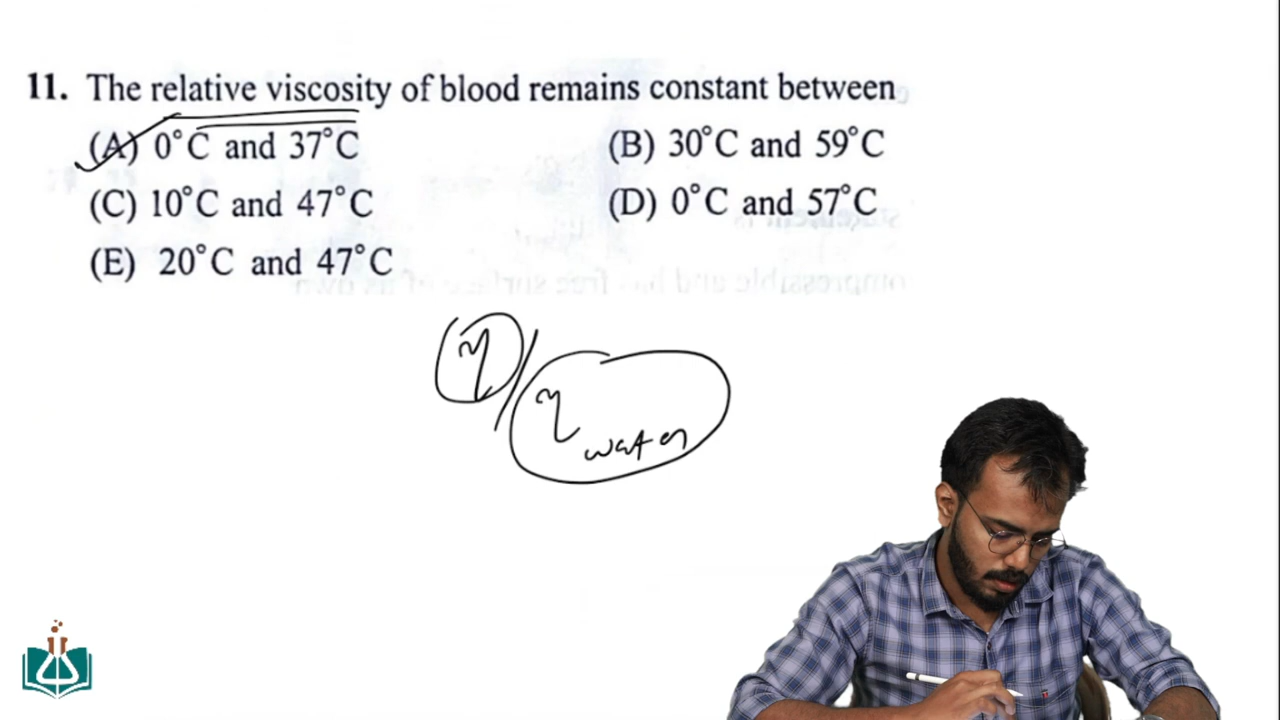 11. The relative viscosity of blood remains constant between
(A) 0°C and 37°C
(B) 30°C and 59°C
(C) 10°C and 47°C
(D) 0°C and 57°C
(E) 20°C and 47°C
η/η water